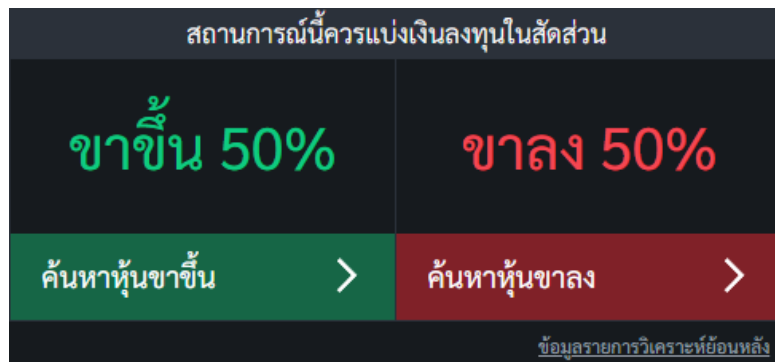 สถานการณ์นี้ควรแบ่งเงินลงทุนในสัดส่วน
ขาขึ้น 50%
ขาลง 50%
ค้นหาหุ้นขาขึ้น
ค้นหาหุ้นขาลง
ข้อมูลรายการวิเคราะห์ย้อนหลัง